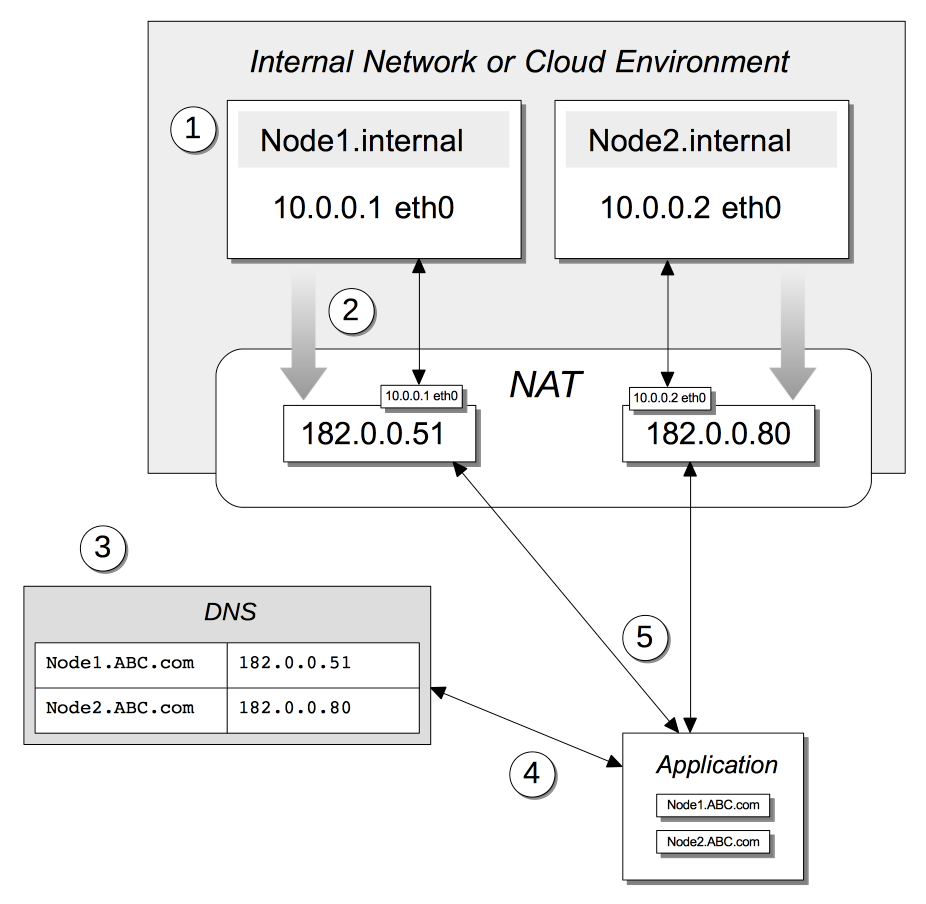 Internal Network or Cloud Environment
1
Node1.internal
10.0.0.1 eth0
Node2.internal
10.0.0.2 eth0
2
NAT
10.0.0.1 eth0
182.0.0.51
10.0.0.2 eth0
182.0.0.80
3
DNS
Node1.ABC.com 182.0.0.51
Node2.ABC.com 182.0.0.80
4
5
Application
Node1.ABC.com
Node2.ABC.com